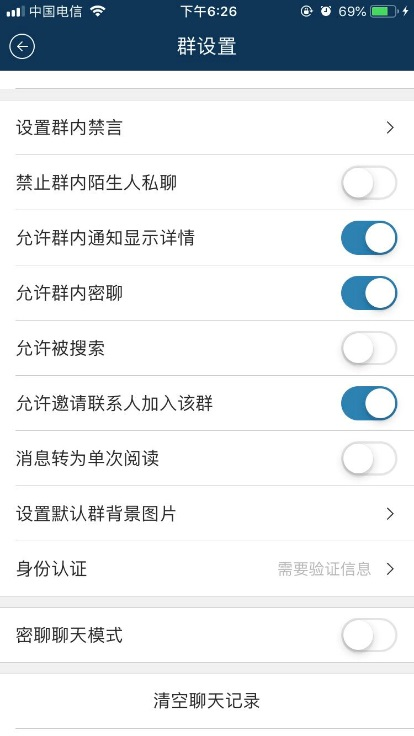 中国电信 下午6:26 69%
群设置
设置群内禁言
禁止群内陌生人私聊
允许群内通知显示详情
允许群内密聊
允许被搜索
允许邀请联系人加入该群
消息转为单次阅读
设置默认群背景图片
身份认证 需要验证信息
密聊聊天模式
清空聊天记录